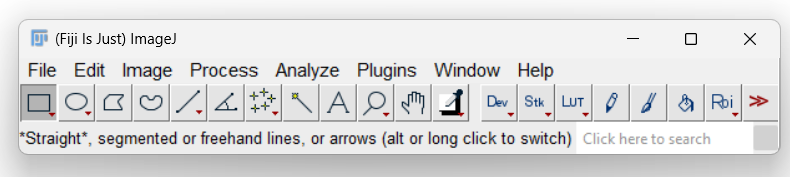 (Fiji Is Just) ImageJ
File Edit Image Process Analyze Plugins Window Help
A Dev Stk LUT Rbi >>
*Straight*, segmented or freehand lines, or arrows (alt or long click to switch) Click here to search